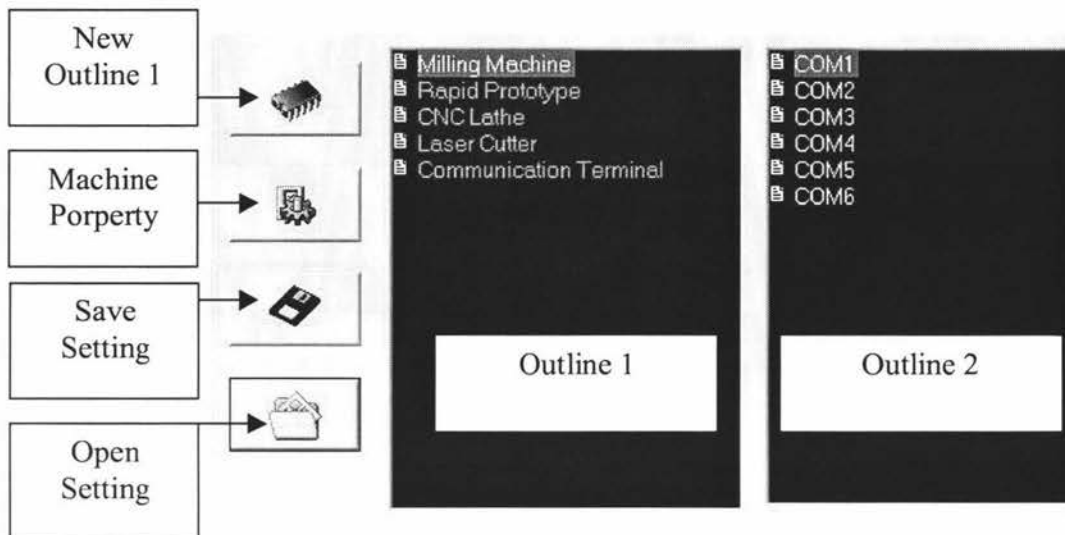 New
Outline 1
Machine
Porperty
Save
Setting
Open
Setting
Milling Machine
Rapid Prototype
CNC Lathe
Laser Cutter
Communication Terminal
Outline 1
COM1
COM2
COM3
COM4
COM5
COM6
Outline 2